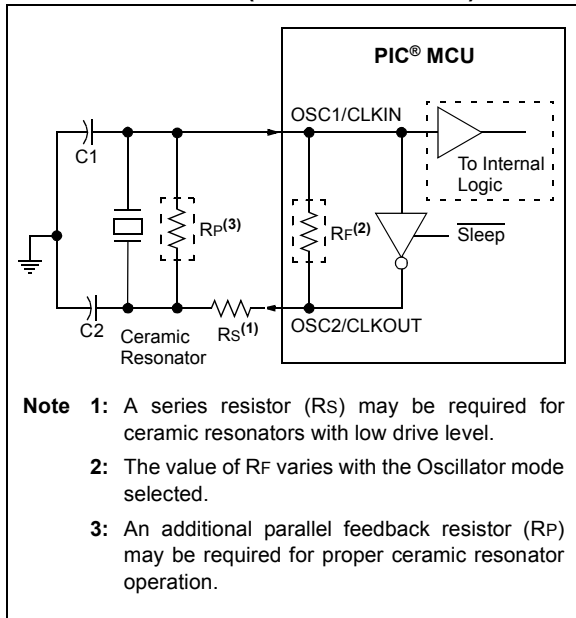 PIC® MCU
OSC1/CLKIN
C1
To Internal
Logic
RP(3)
RF(2)
Sleep
C2
Ceramic
Resonator
RS(1)
OSC2/CLKOUT
Note 1: A series resistor (RS) may be required for
ceramic resonators with low drive level.
2: The value of RF varies with the Oscillator mode
selected.
3: An additional parallel feedback resistor (RP)
may be required for proper ceramic resonator
operation.